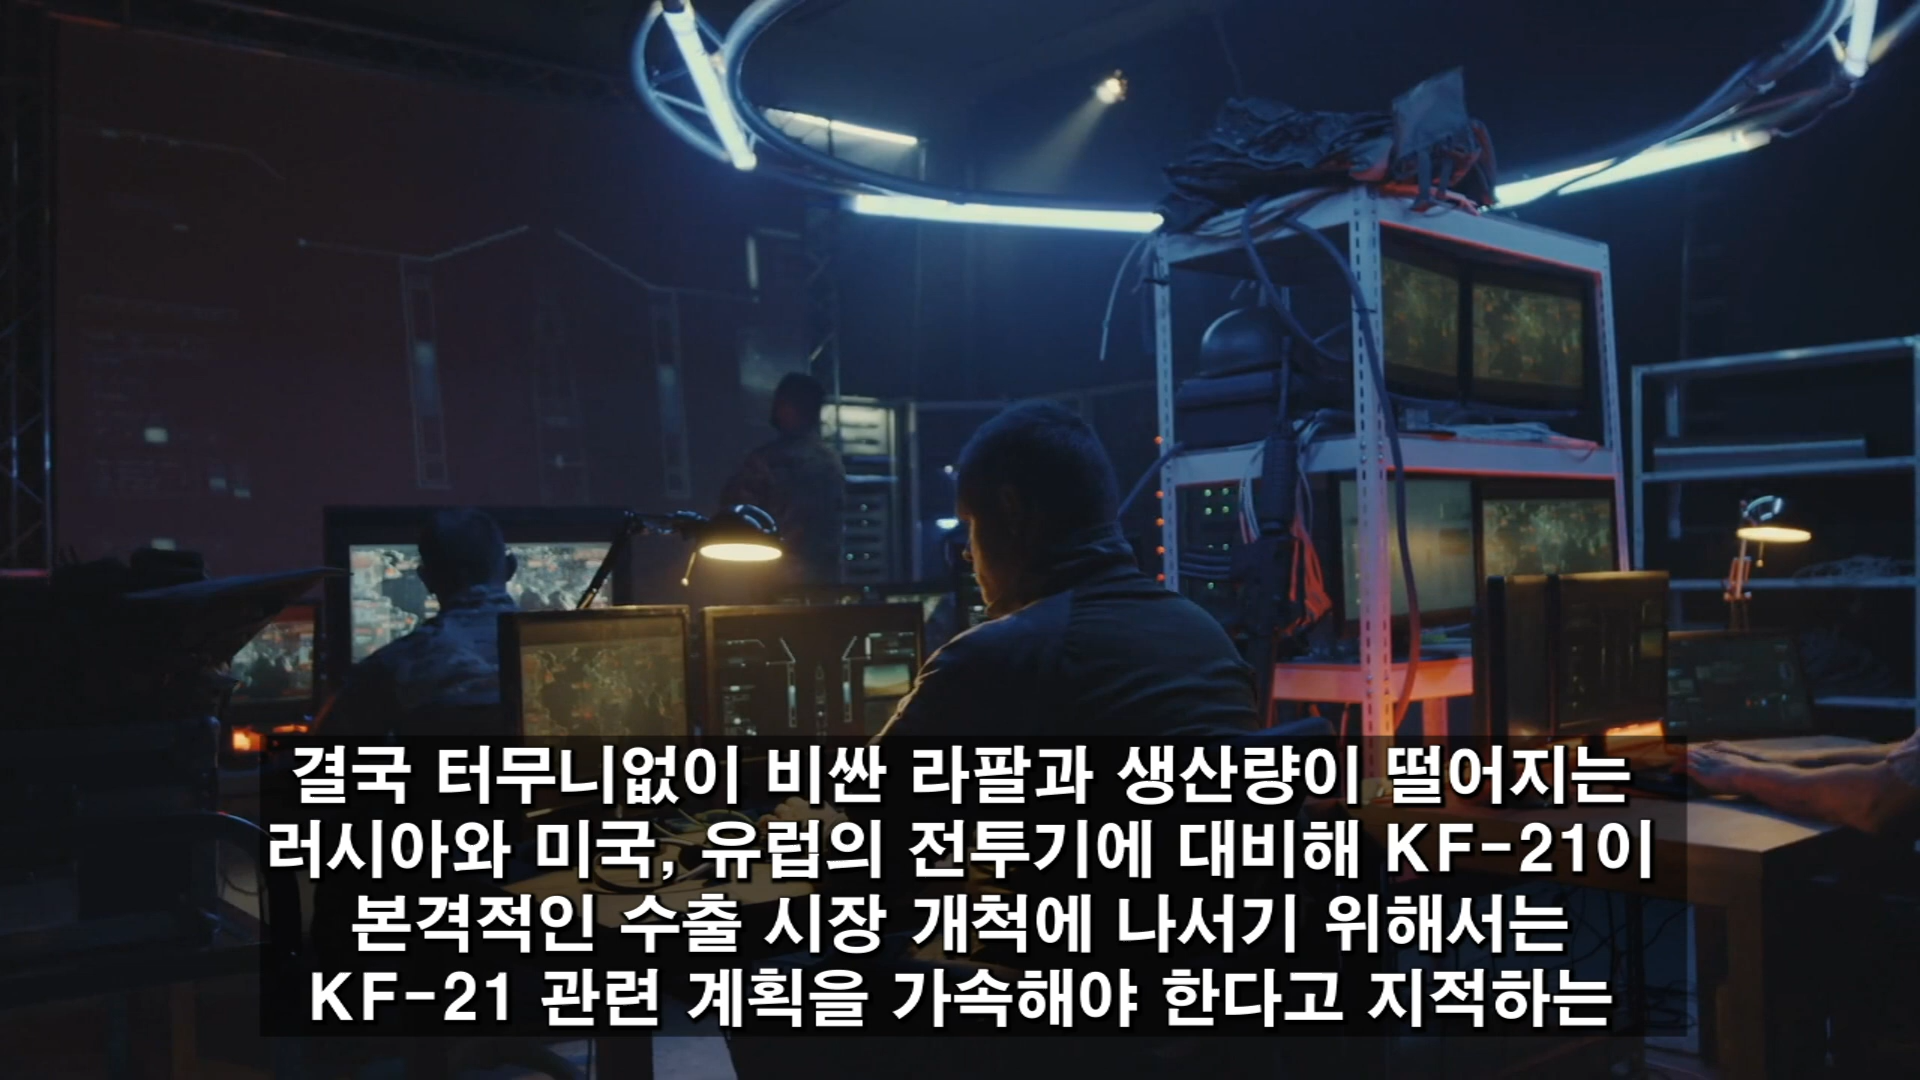 결국 터무니없이 비싼 라팔과 생산량이 떨어지는
러시아와 미국, 유럽의 전투기에 대비해 KF-21이
본격적인 수출 시장 개척에 나서기 위해서는
KF-21 관련 계획을 가속해야 한다고 지적하는